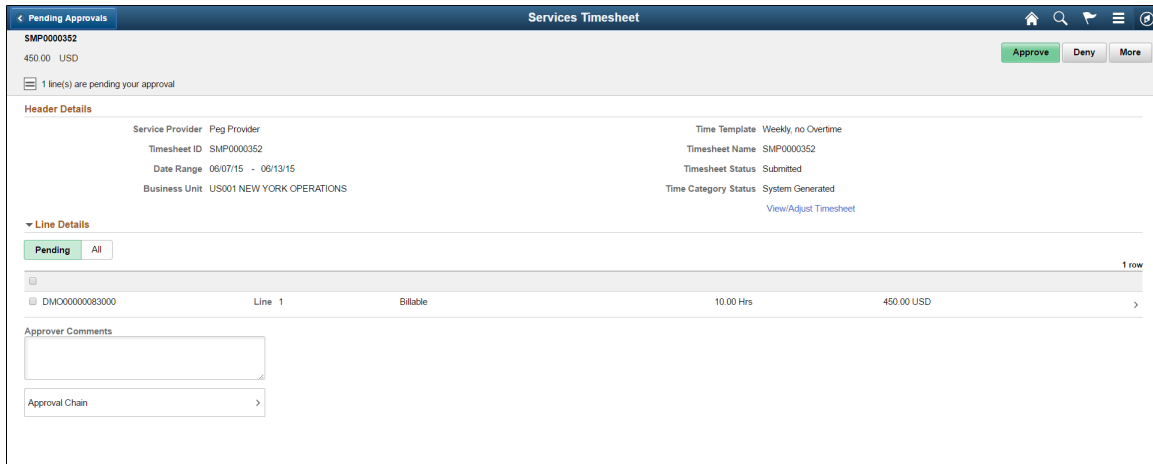 Pending Approvals
Services Timesheet
SMP0000352
450.00 USD
Approve Deny More
1 line(s) are pending your approval
Header Details
Service Provider Peg Provider
Time Template Weekly, no Overtime
Timesheet ID SMP0000352
Timesheet Name SMP0000352
Date Range 06/07/15 - 06/13/15
Timesheet Status Submitted
Business Unit US001 NEW YORK OPERATIONS
Time Category Status System Generated
View/Adjust Timesheet
Line Details
Pending All
1 row
DMO00000083000 Line 1 Billable 10.00 Hrs 450.00 USD
Approver Comments
Approval Chain